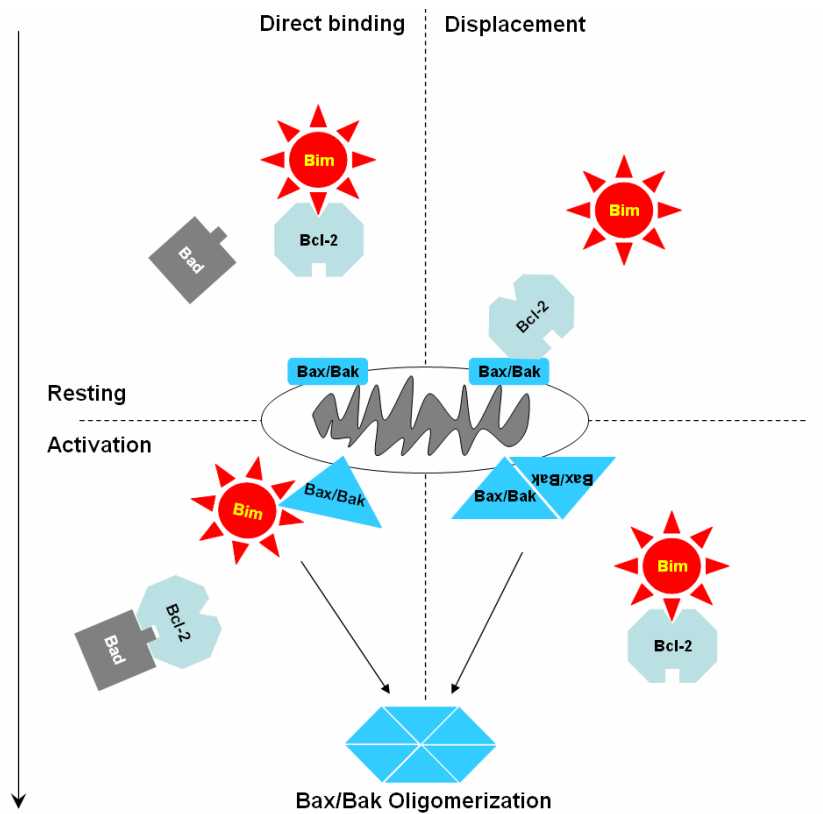 Direct binding
Displacement
Bim
Bim
Bcl-2
Bad
Bcl-2
Bax/Bak
Bax/Bak
Resting
Activation
Bax/Bak
Bax/Bak
Bax/Bak
Bim
Bim
Bcl-2
Bad
Bcl-2
Bax/Bak Oligomerization